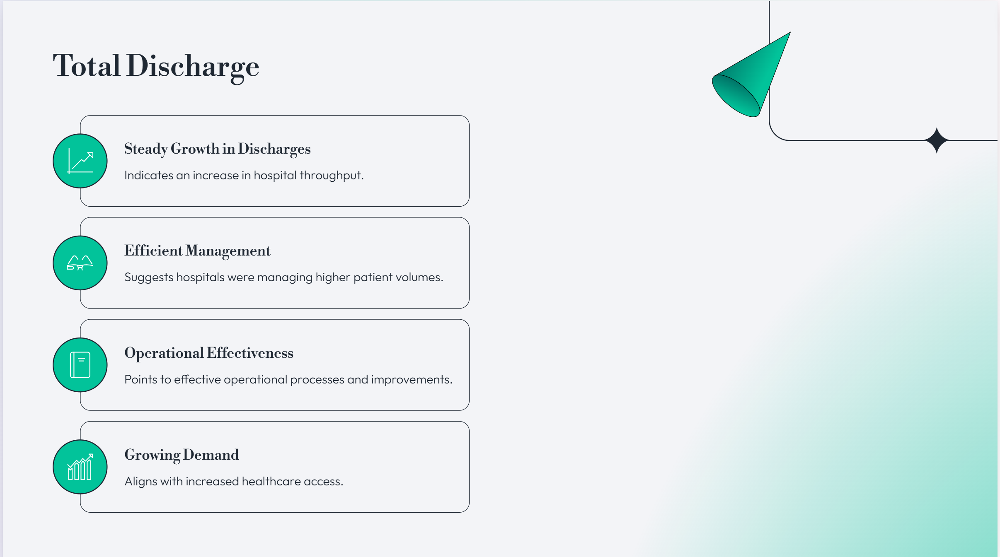 Total Discharge
Steady Growth in Discharges
Indicates an increase in hospital throughput.
Efficient Management
Suggests hospitals were managing higher patient volumes.
Operational Effectiveness
Points to effective operational processes and improvements.
Growing Demand
Aligns with increased healthcare access.